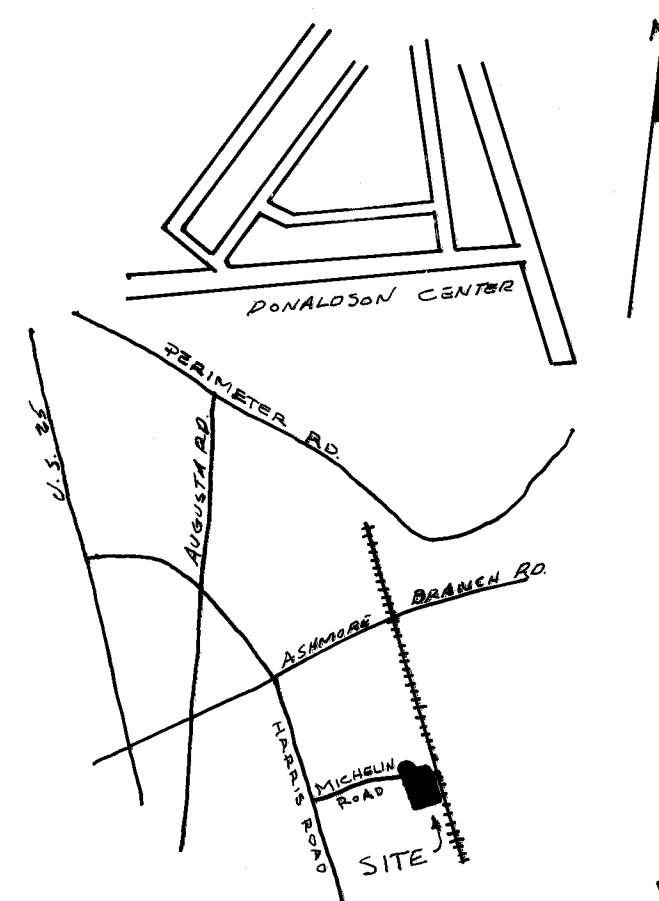 DONALDSON CENTER
PERIMETER RD.
U.S. 25
AUGUSTA RD.
ASHMORE BRANCH RD.
HARRIS ROAD
MICHELIN
ROAD
SITE